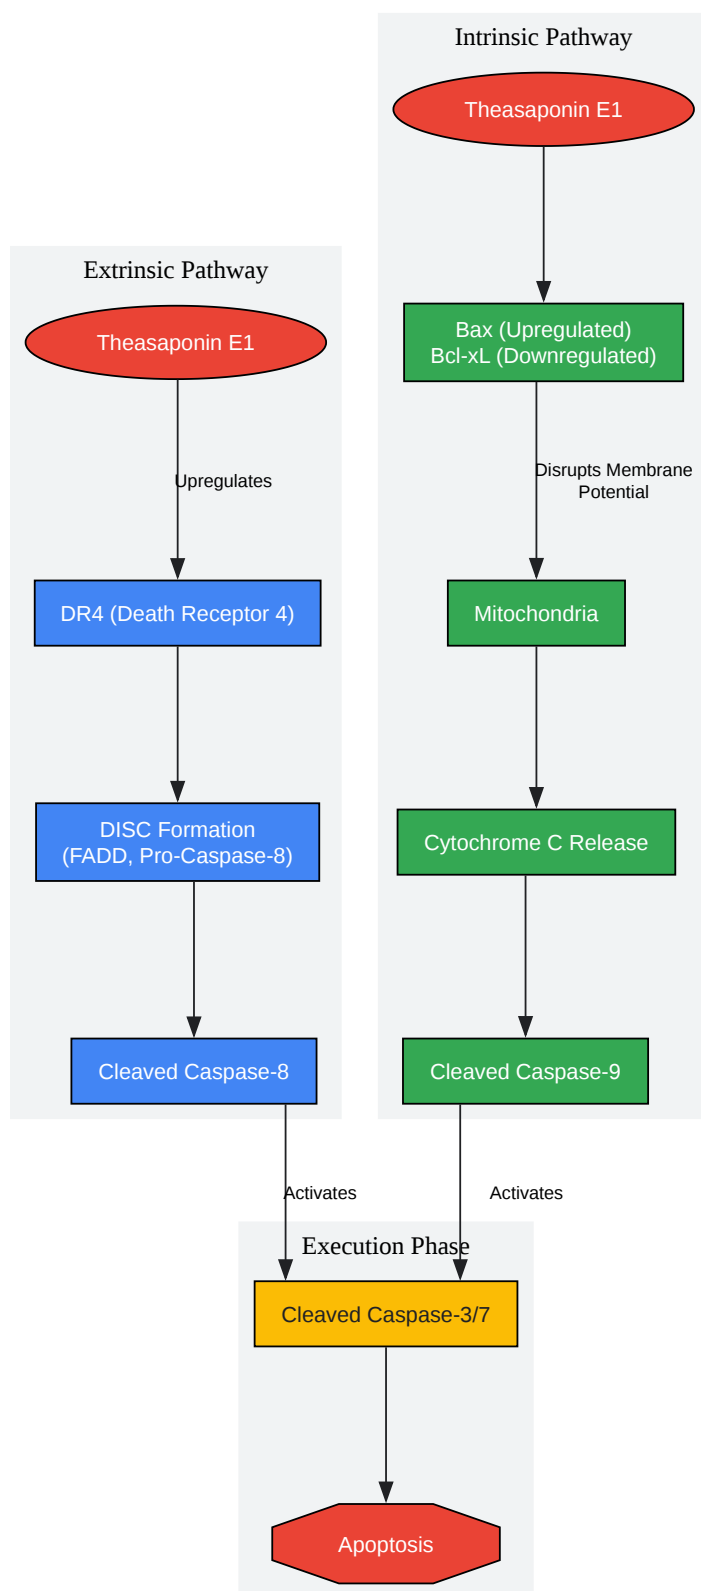 Intrinsic Pathway
Theasaponin E1
Bax (Upregulated)
Bcl-xL (Downregulated)
Disrupts Membrane
Potential
Mitochondria
Cytochrome C Release
Cleaved Caspase-9
Activates
Extrinsic Pathway
Theasaponin E1
Upregulates
DR4 (Death Receptor 4)
DISC Formation
(FADD, Pro-Caspase-8)
Cleaved Caspase-8
Activates
Execution Phase
Cleaved Caspase-3/7
Apoptosis